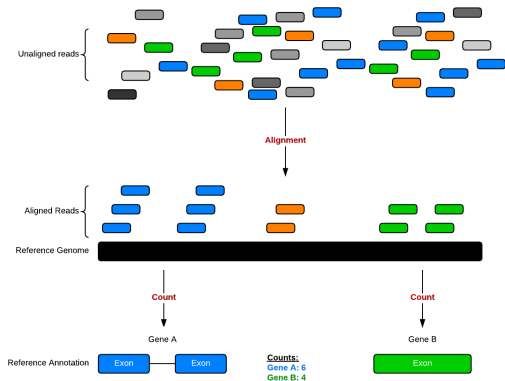 Unaligned reads
Alignment
Aligned Reads
Reference Genome
Count
Count
Gene A
Gene B
Reference Annotation
Exon
Exon
Exon
Counts:
Gene A: 6
Gene B: 4